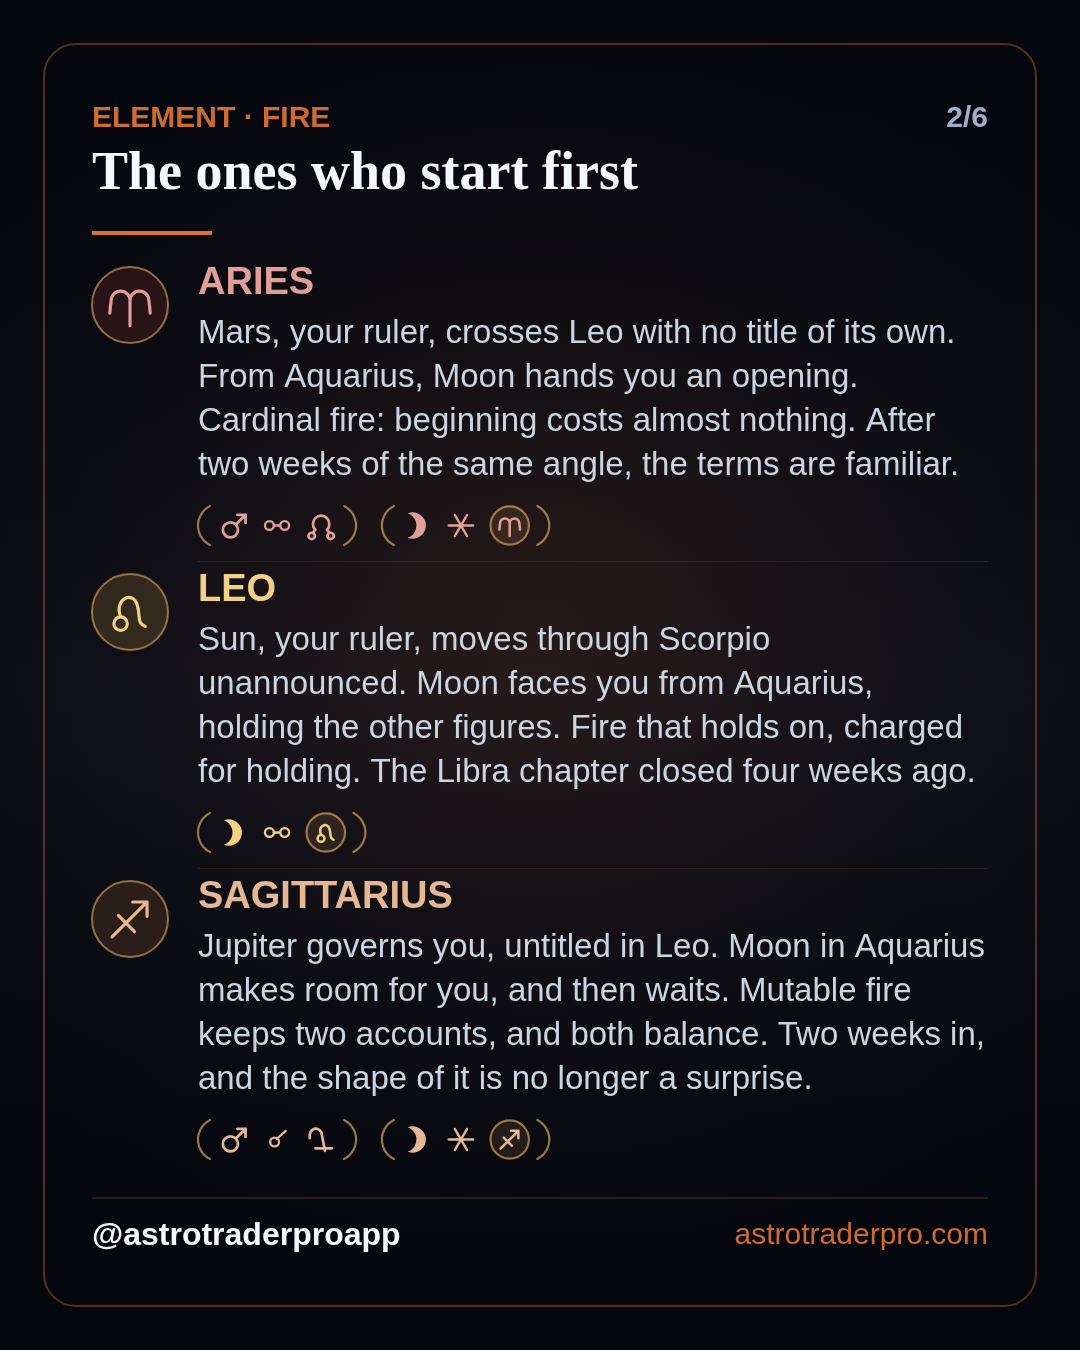 ELEMENT · FIRE
2/6
The ones who start first
ARIES
Mars, your ruler, crosses Leo with no title of its own.
From Aquarius, Moon hands you an opening.
Cardinal fire: beginning costs almost nothing. After
two weeks of the same angle, the terms are familiar.
LEO
Sun, your ruler, moves through Scorpio
unannounced. Moon faces you from Aquarius,
holding the other figures. Fire that holds on, charged
for holding. The Libra chapter closed four weeks ago.
SAGITTARIUS
Jupiter governs you, untitled in Leo. Moon in Aquarius
makes room for you, and then waits. Mutable fire
keeps two accounts, and both balance. Two weeks in,
and the shape of it is no longer a surprise.
@astrotraderproapp
astrotraderpro.com